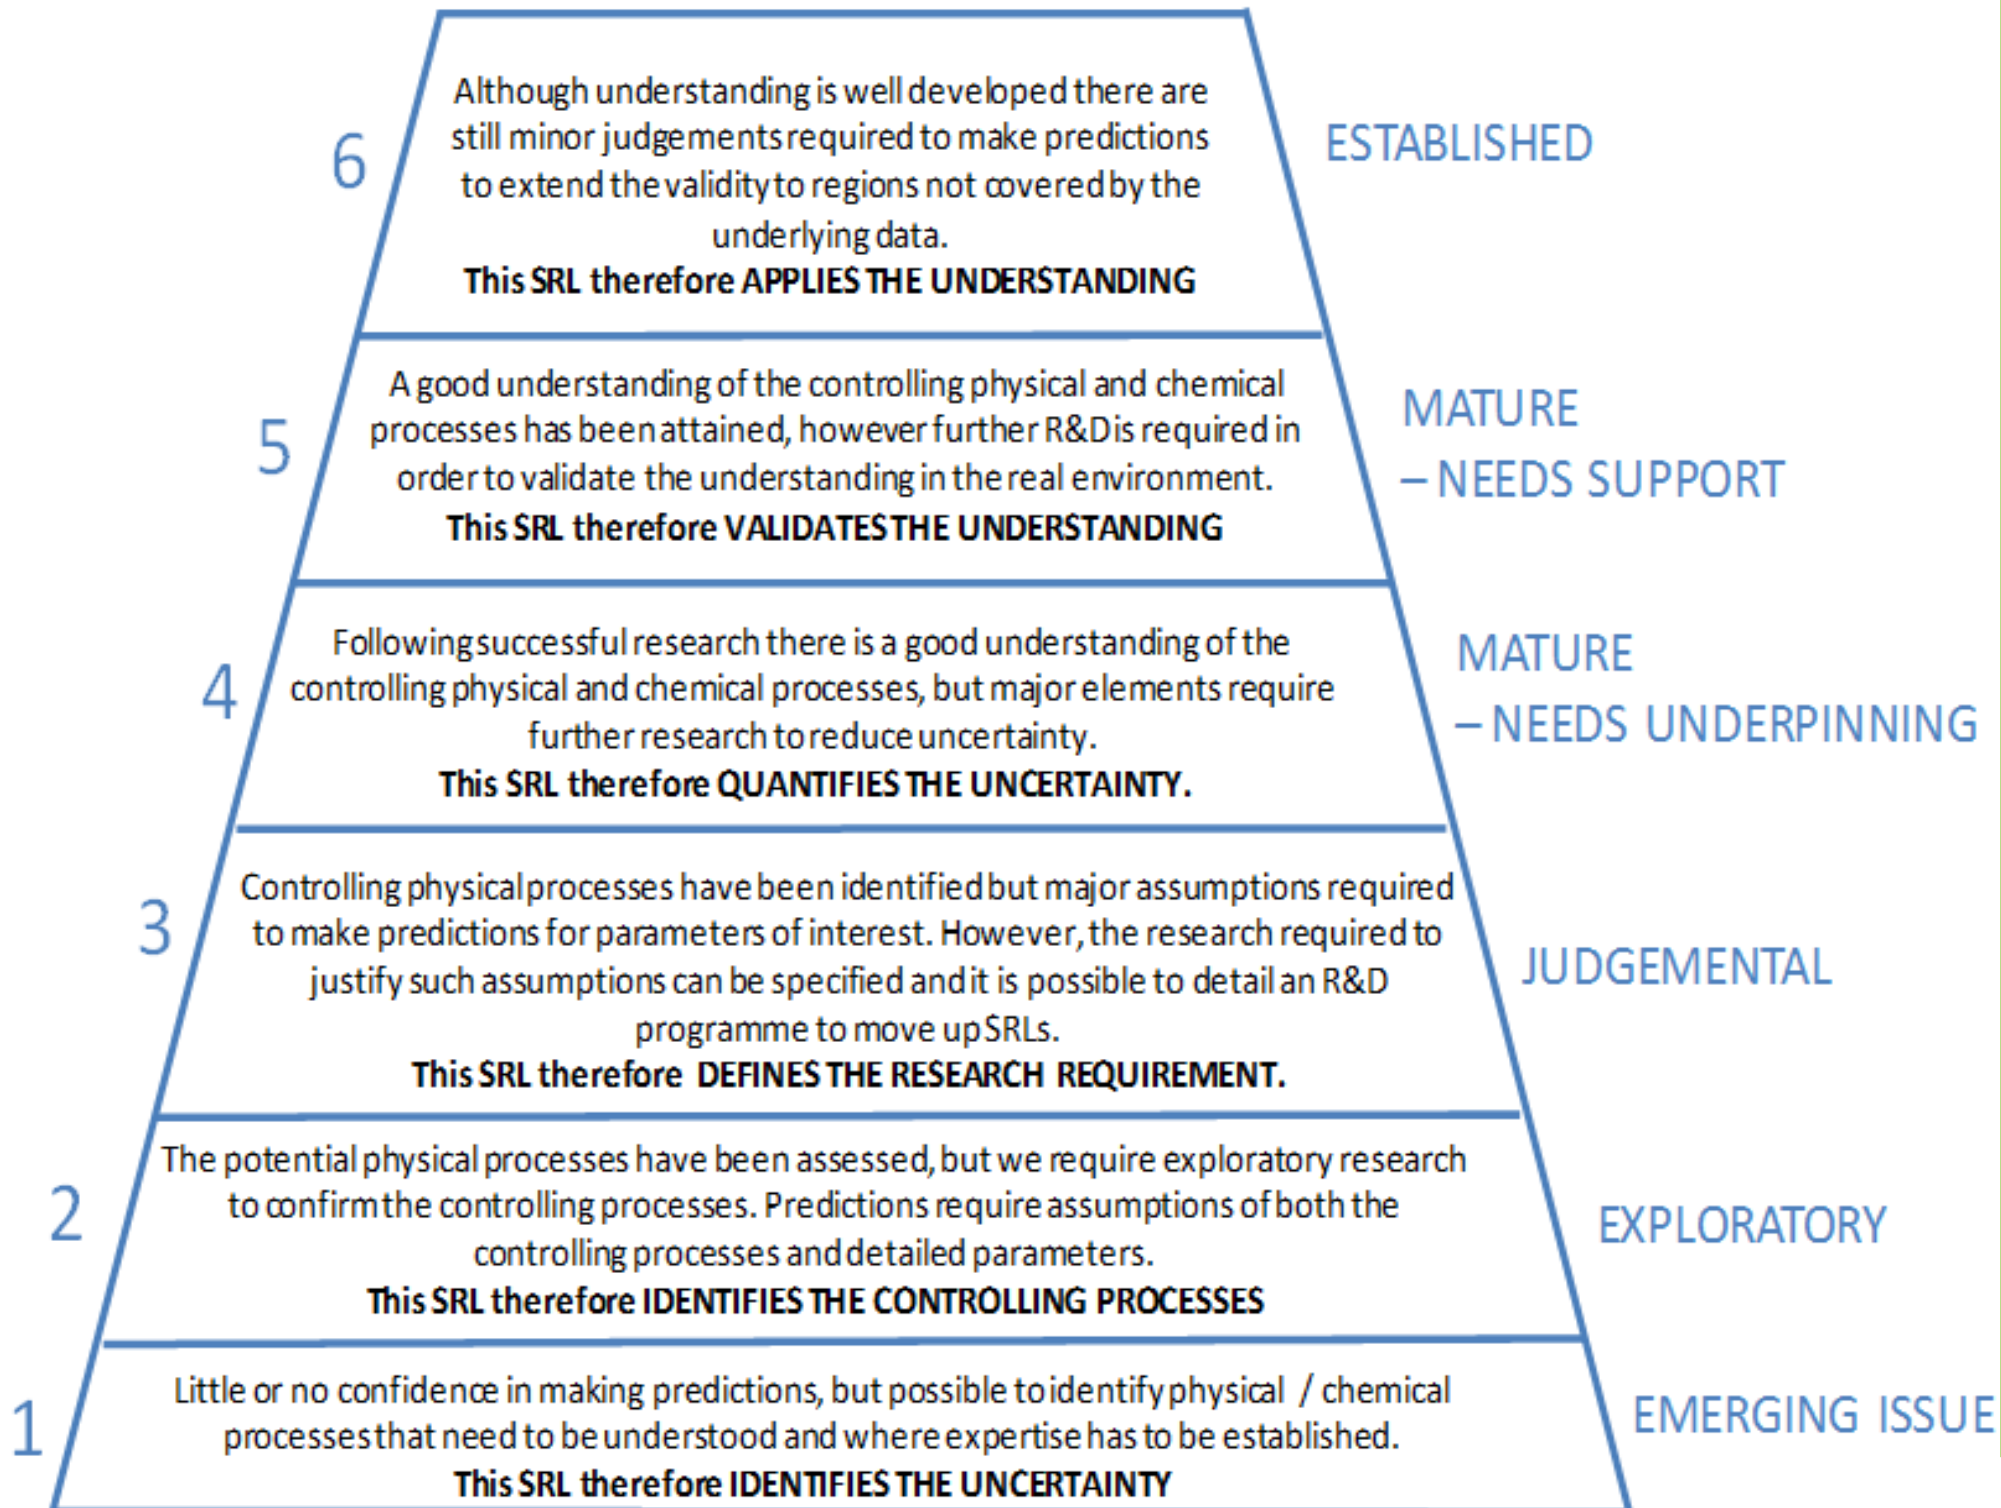 Although understanding is well developed there are
still minor judgements required to make predictions
to extend the validity to regions not covered by the
underlying data.
This SRL therefore APPLIES THE UNDERSTANDING
6
ESTABLISHED
A good understanding of the controlling physical and chemical
processes has been attained, however further R&D is required in
order to validate the understanding in the real environment.
This SRL therefore VALIDATES THE UNDERSTANDING
5
MATURE
– NEEDS SUPPORT
Following successful research there is a good understanding of the
controlling physical and chemical processes, but major elements require
further research to reduce uncertainty.
This SRL therefore QUANTIFIES THE UNCERTAINTY.
4
MATURE
– NEEDS UNDERPINNING
Controlling physical processes have been identified but major assumptions required
to make predictions for parameters of interest. However, the research required to
justify such assumptions can be specified and it is possible to detail an R&D
programme to move up SRLs.
This SRL therefore DEFINES THE RESEARCH REQUIREMENT.
3
JUDGEMENTAL
The potential physical processes have been assessed, but we require exploratory research
to confirm the controlling processes. Predictions require assumptions of both the
controlling processes and detailed parameters.
This SRL therefore IDENTIFIES THE CONTROLLING PROCESSES
2
EXPLORATORY
Little or no confidence in making predictions, but possible to identify physical / chemical
processes that need to be understood and where expertise has to be established.
This SRL therefore IDENTIFIES THE UNCERTAINTY
1
EMERGING ISSUE